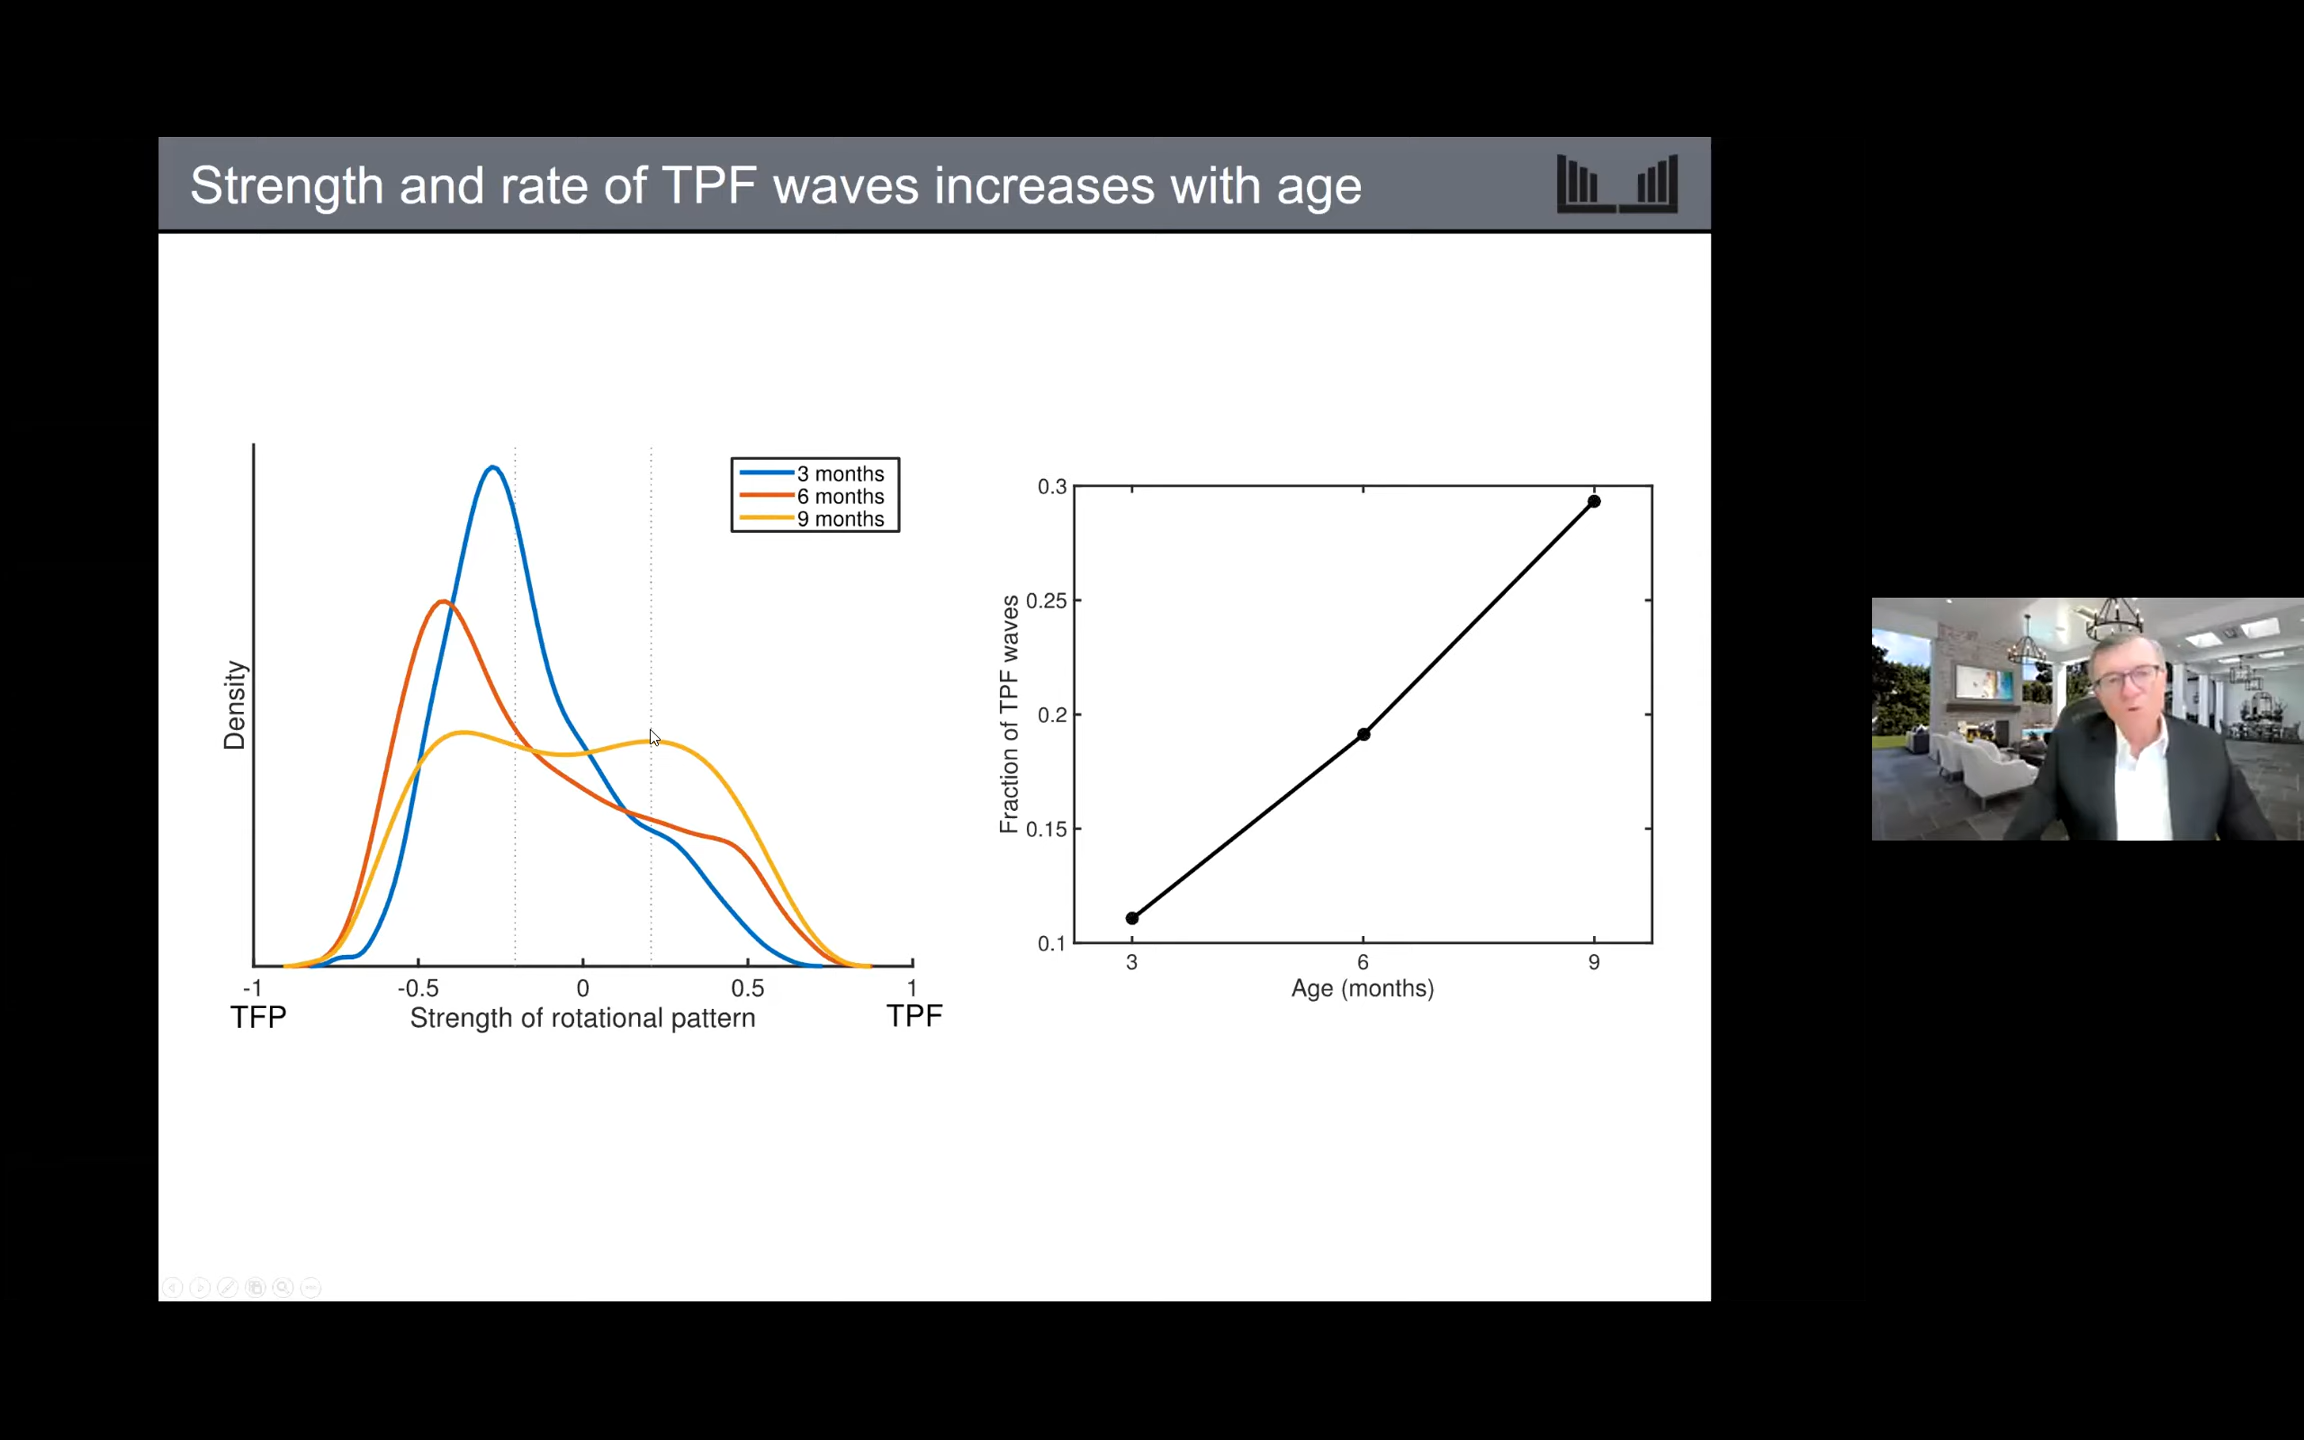 Strength and rate of TPF waves increases with age
3 months
6 months
9 months
Density
-1
-0.5
0
0.5
1
TFP
Strength of rotational pattern
TPF
0.3
0.25
0.2
0.15
0.1
Fraction of TPF waves
3
6
9
Age (months)